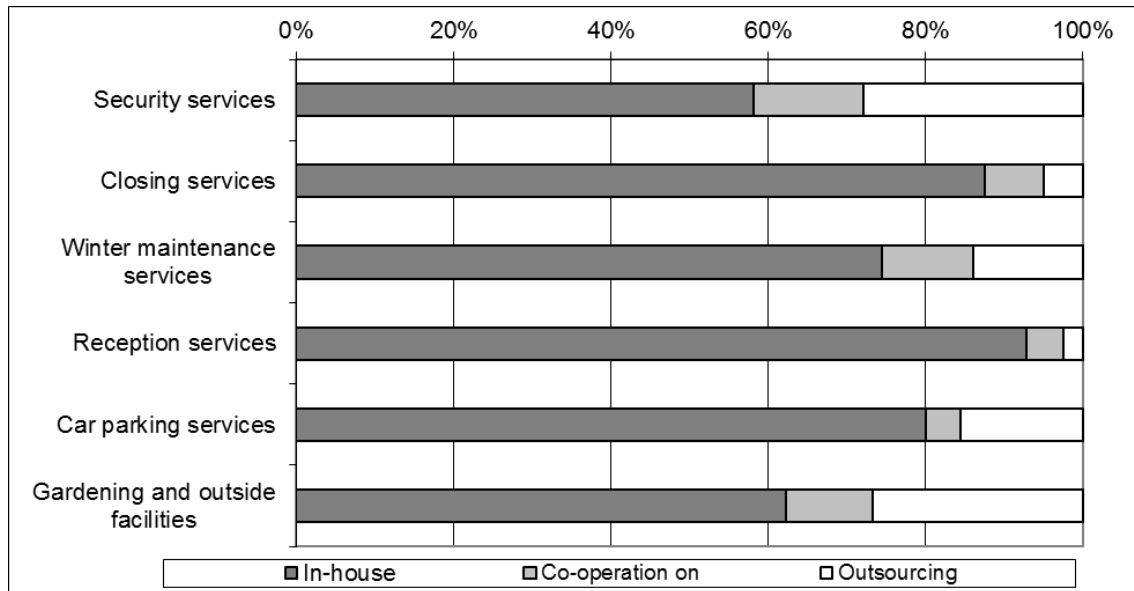 0% 20% 40% 60% 80% 100%
Security services
Closing services
Winter maintenance
services
Reception services
Car parking services
Gardening and outside
facilities
In-house Co-operation on Outsourcing